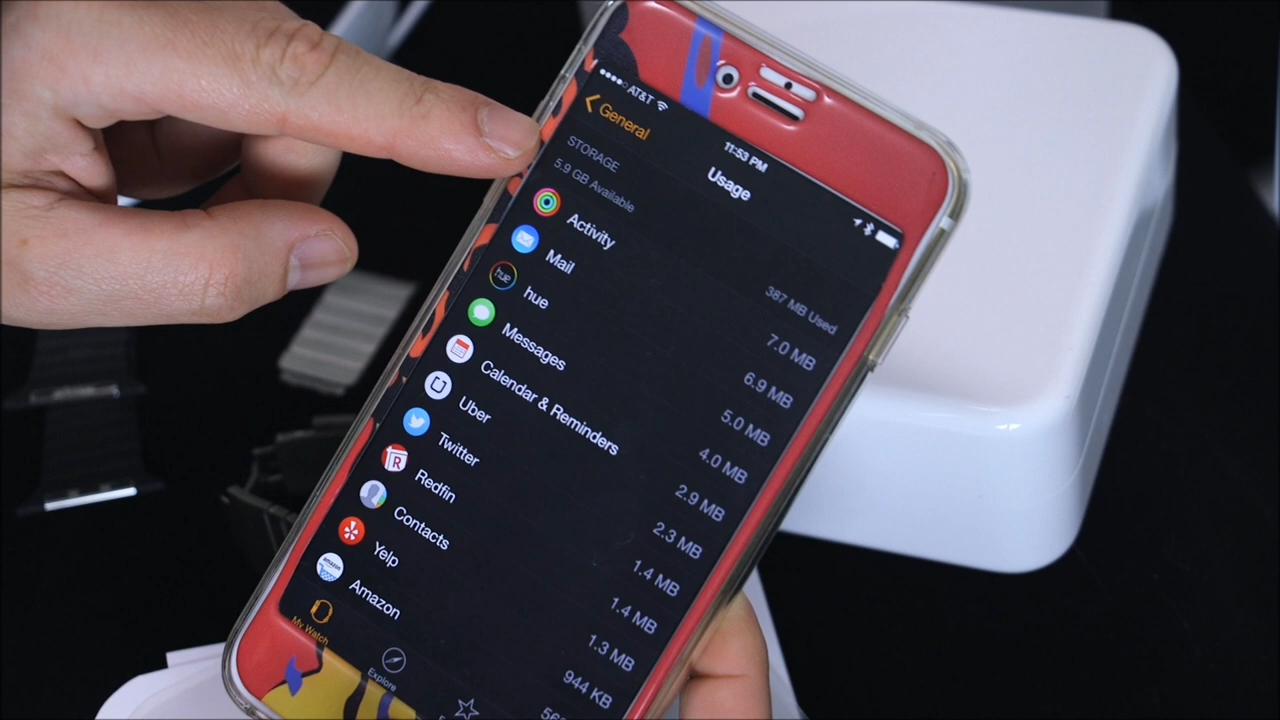 AT&T
11:53 PM
General
Usage
STORAGE
5.9 GB Available 387 MB Used
Activity 7.0 MB
Mail 6.9 MB
hue hue 5.0 MB
Messages 4.0 MB
Calendar & Reminders 2.9 MB
Uber 2.3 MB
Twitter 1.4 MB
R Redfin 1.4 MB
Contacts 1.3 MB
Yelp 944 KB
amazon Amazon
My Watch Explore